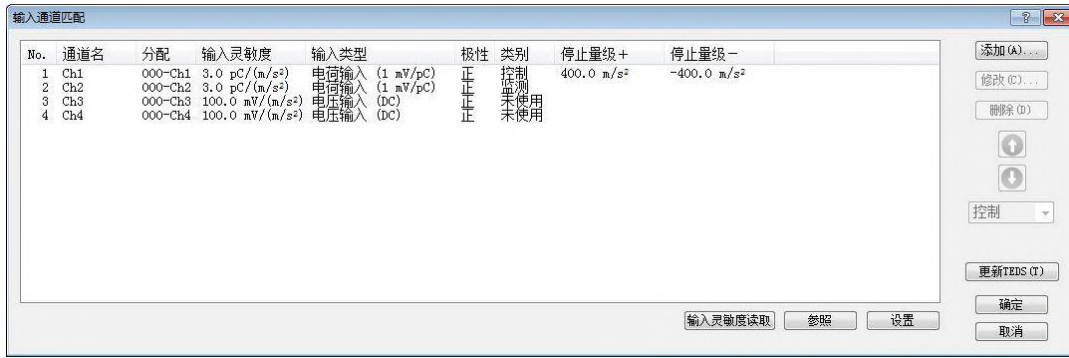 输入通道匹配
No. 通道名 分配 输入灵敏度 输入类型 极性 类别 停止量级+ 停止量级-
1 Ch1 000-Ch1 3.0 pC/(m/s²) 电荷输入 (1 mV/pC) 正 控制 400.0 m/s² -400.0 m/s²
2 Ch2 000-Ch2 3.0 pC/(m/s²) 电荷输入 (1 mV/pC) 正 监测
3 Ch3 000-Ch3 100.0 mV/(m/s²) 电压输入 (DC) 正 未使用
4 Ch4 000-Ch4 100.0 mV/(m/s²) 电压输入 (DC) 正 未使用
添加(A)...
修改(C)...
删除(D)
控制
更新TEDS(T)
输入灵敏度读取 参照 设置
确定
取消